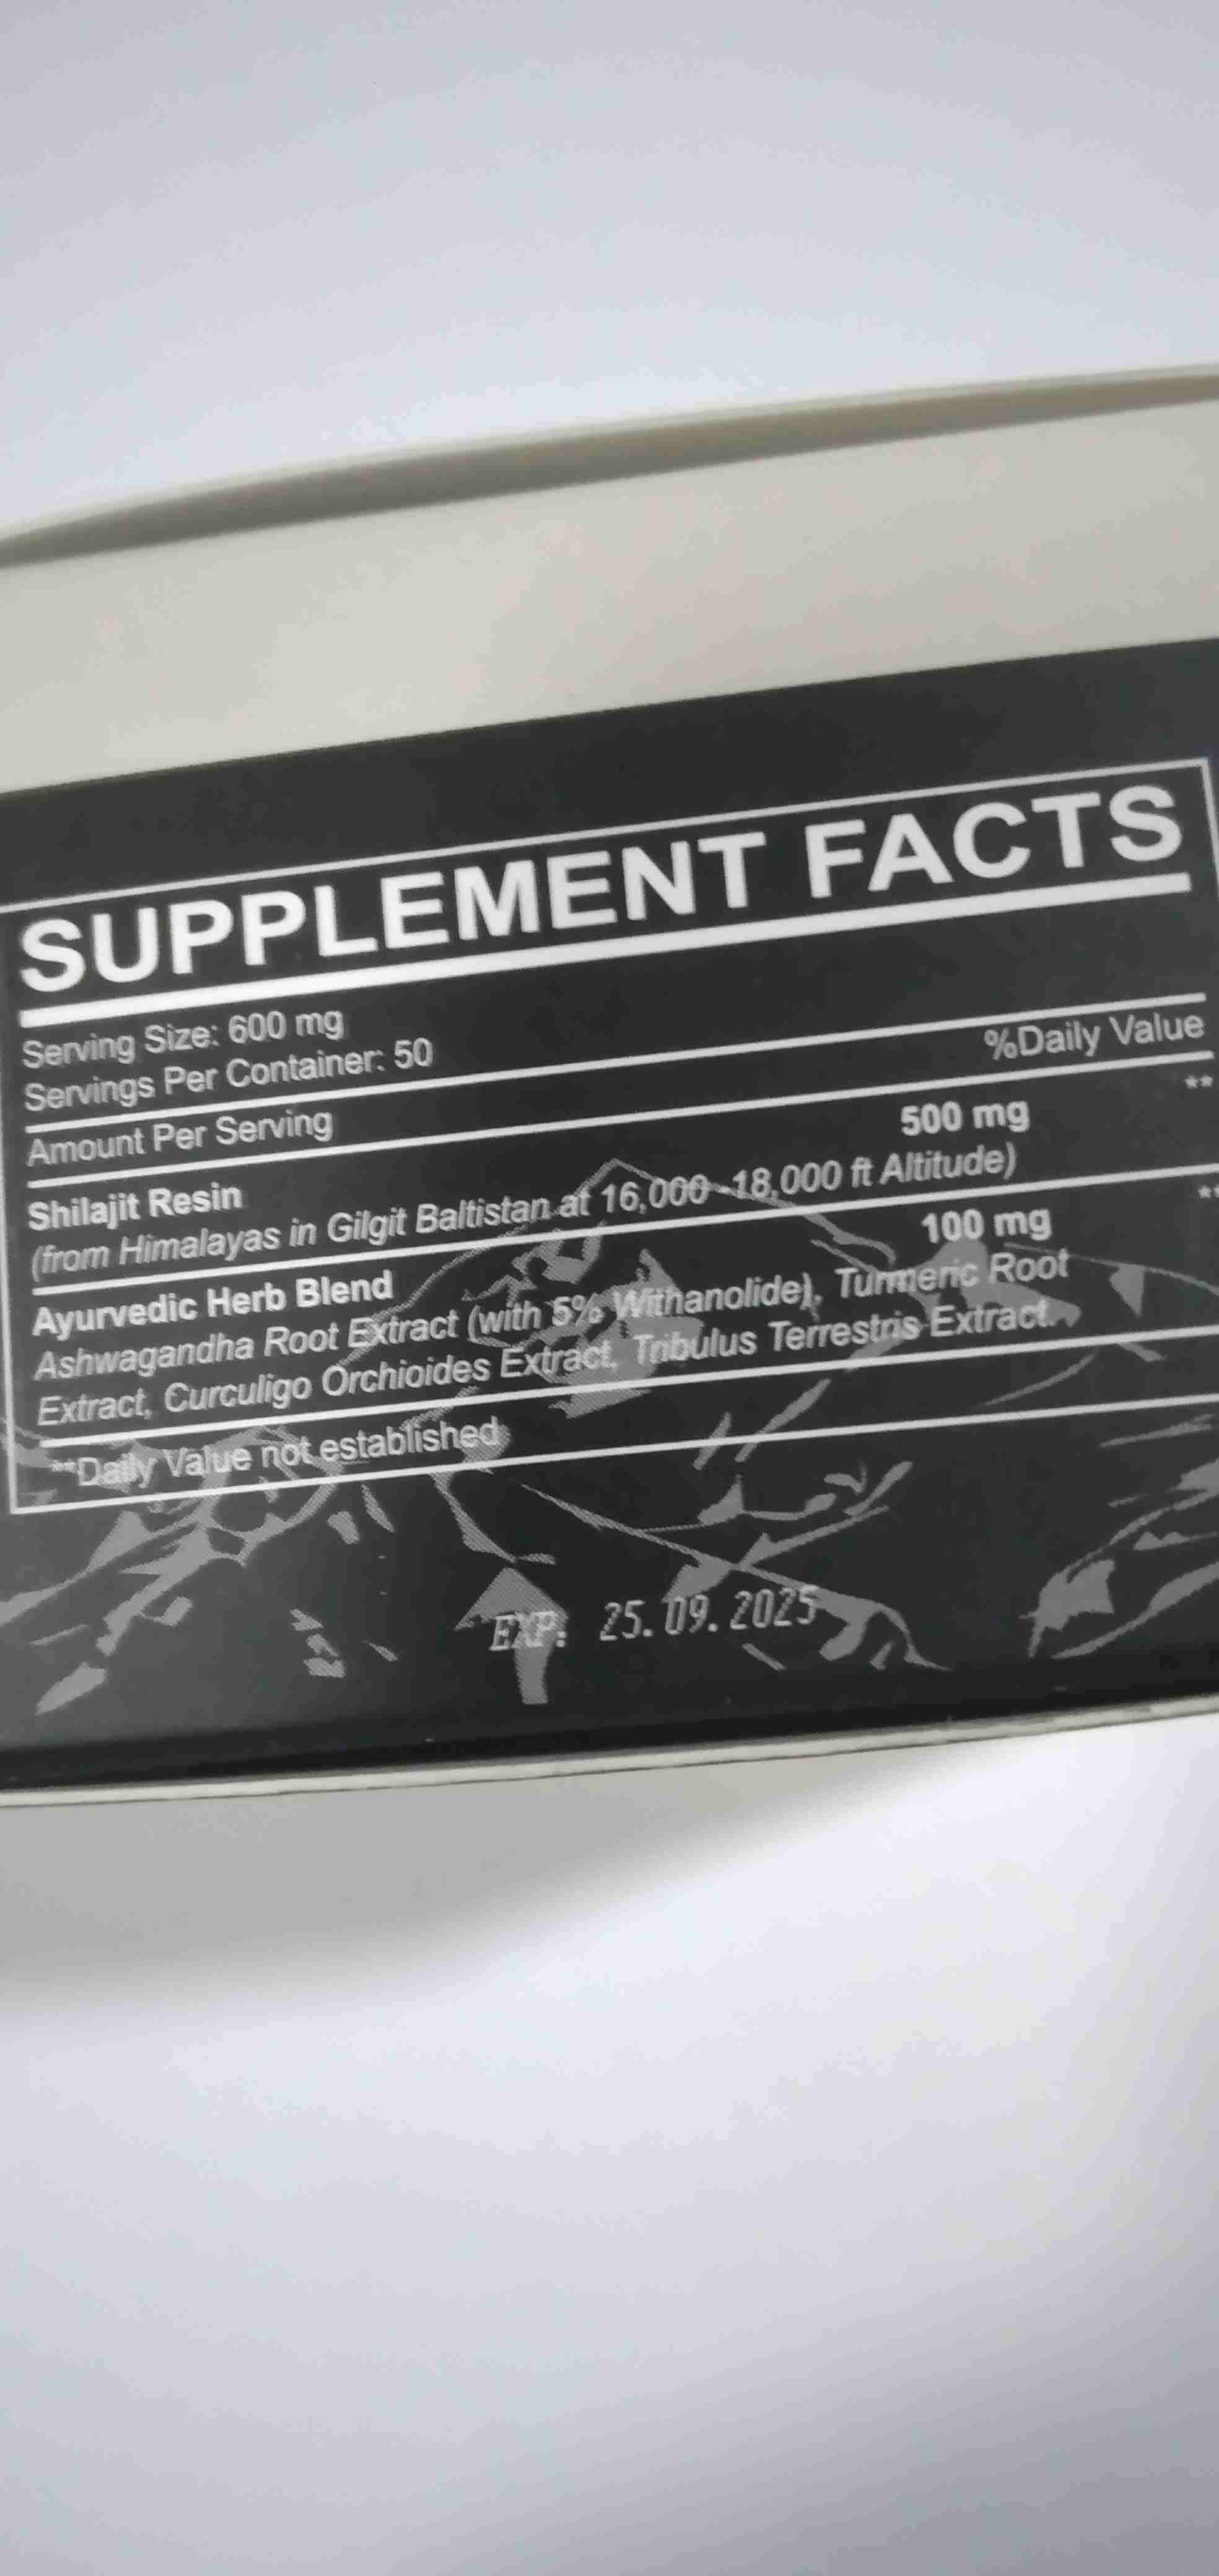 SUPPLEMENT FACTS
Serving Size: 600 mg
Servings Per Container: 50
Amount Per Serving %Daily Value
Shilajit Resin 500 mg **
(from Himalayas in Gilgit Baltistan at 16,000 -18,000 ft Altitude)
Ayurvedic Herb Blend 100 mg **
Ashwagandha Root Extract (with 5% Withanolide), Turmeric Root
Extract, Curculigo Orchioides Extract, Tribulus Terrestris Extract.
**Daily Value not established
EXP: 25.09.2025